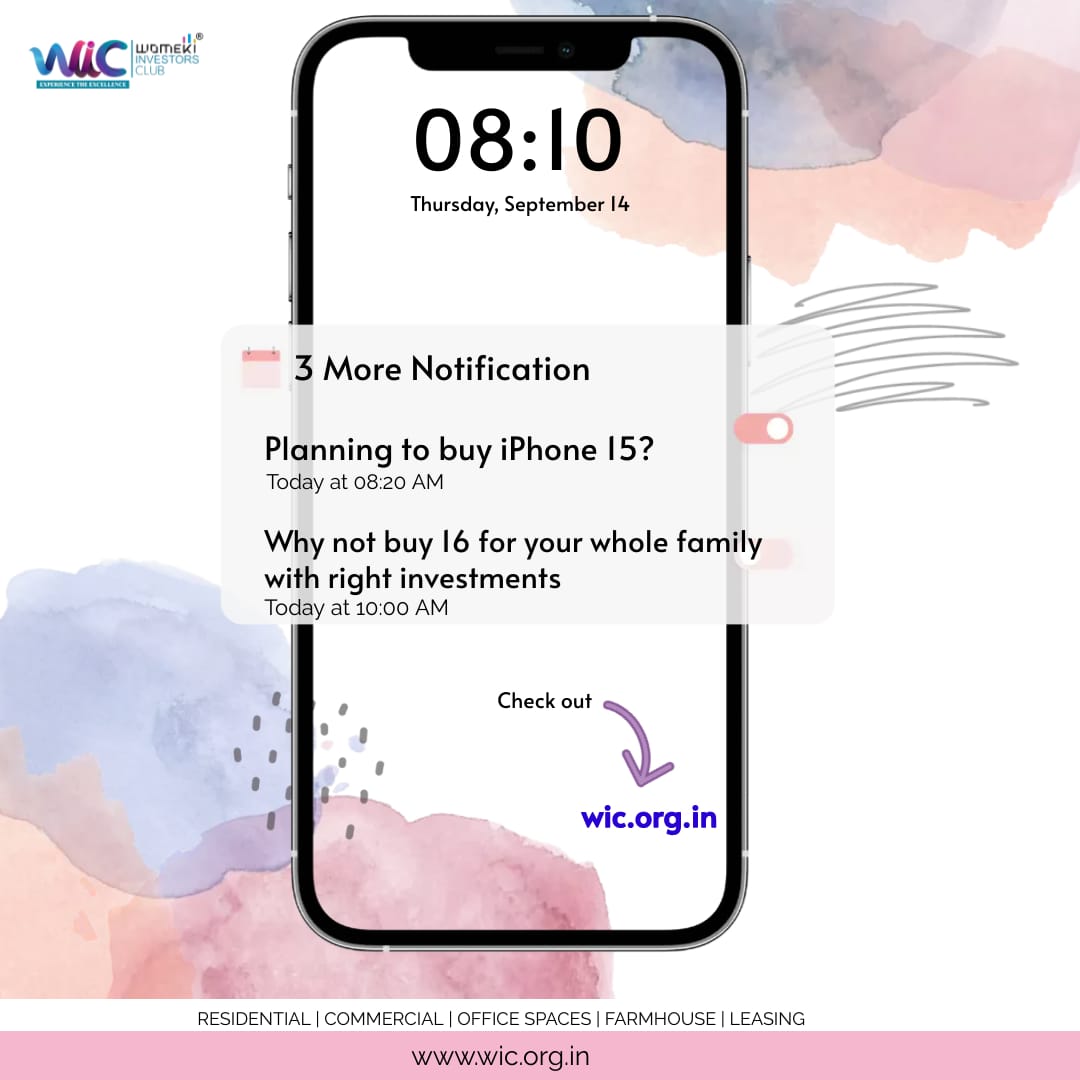 WIC
womeki®
INVESTORS
CLUB
EXPERIENCE THE EXCELLENCE
08:10
Thursday, September 14
3 More Notification
Planning to buy iPhone 15?
Today at 08:20 AM
Why not buy 16 for your whole family
with right investments
Today at 10:00 AM
Check out
wic.org.in
RESIDENTIAL | COMMERCIAL | OFFICE SPACES | FARMHOUSE | LEASING
www.wic.org.in